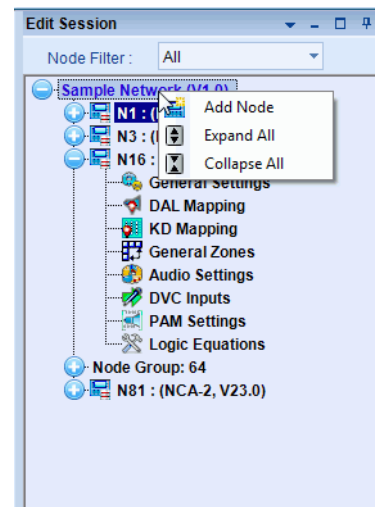 Edit Session
Node Filter : All
Sample Network (V1.0)
N1 : (
Add Node
N3 : (
Expand All
N16 :
Collapse All
General Settings
DAL Mapping
KD Mapping
General Zones
Audio Settings
DVC Inputs
PAM Settings
Logic Equations
Node Group: 64
N81 : (NCA-2, V23.0)